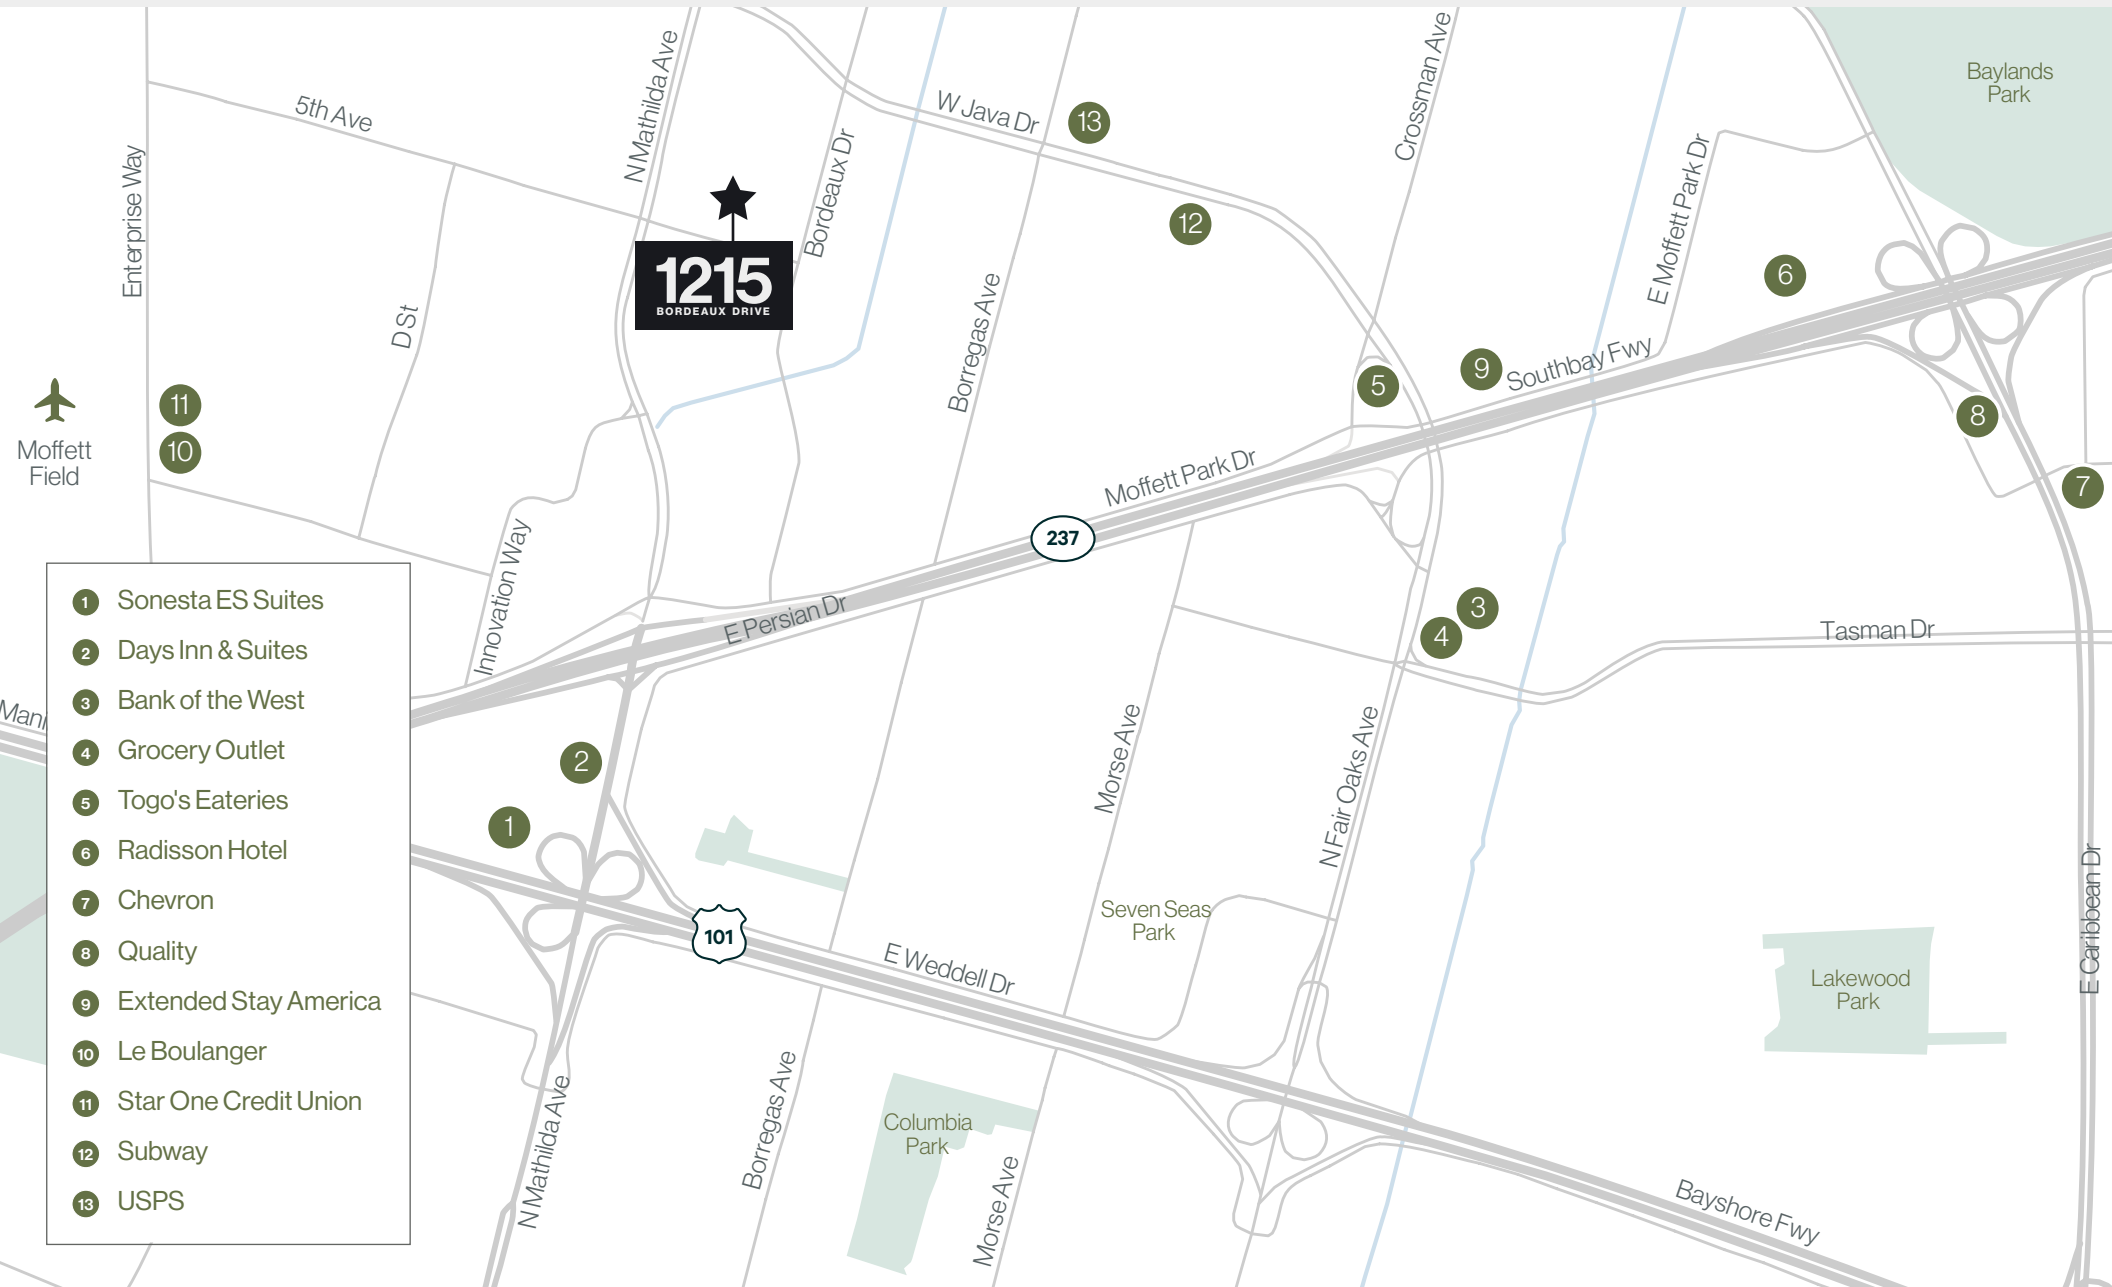 Baylands
Park
N Mathilda Ave
5th Ave
W Java Dr
13
Crossman Ave
Bordeaux Dr
Enterprise Way
E Moffett Park Dr
12
1215
BORDEAUX DRIVE
6
D St
Borregas Ave
Southbay Fwy
9
5
11
10
8
Moffett
Field
Moffett Park Dr
7
237
Innovation Way
E Persian Dr
3
4
Tasman Dr
Mani
2
1
Morse Ave
N Fair Oaks Ave
E Caribbean Dr
Seven Seas
Park
101
E Weddell Dr
Lakewood
Park
Columbia
Park
N Mathilda Ave
Borregas Ave
Morse Ave
Bayshore Fwy
1 Sonesta ES Suites
2 Days Inn & Suites
3 Bank of the West
4 Grocery Outlet
5 Togo's Eateries
6 Radisson Hotel
7 Chevron
8 Quality
9 Extended Stay America
10 Le Boulanger
11 Star One Credit Union
12 Subway
13 USPS